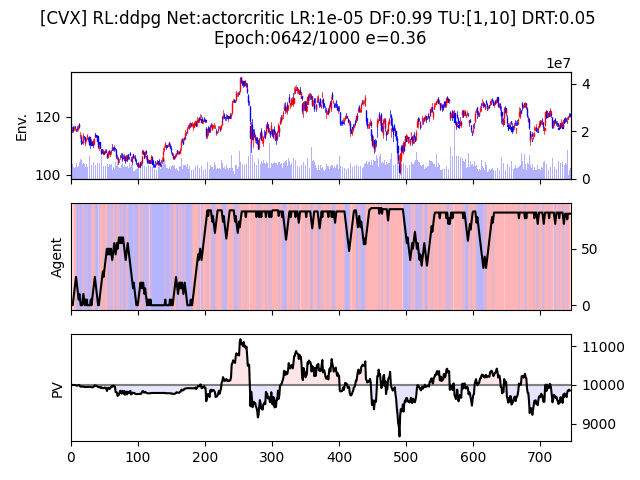 [CVX] RL:ddpg Net:actorcritic LR:1e-05 DF:0.99 TU:[1,10] DRT:0.05
Epoch:0642/1000 e=0.36
1e7
Env.
120
100
4
2
0
Agent
50
0
PV
11000
10000
9000
0 100 200 300 400 500 600 700